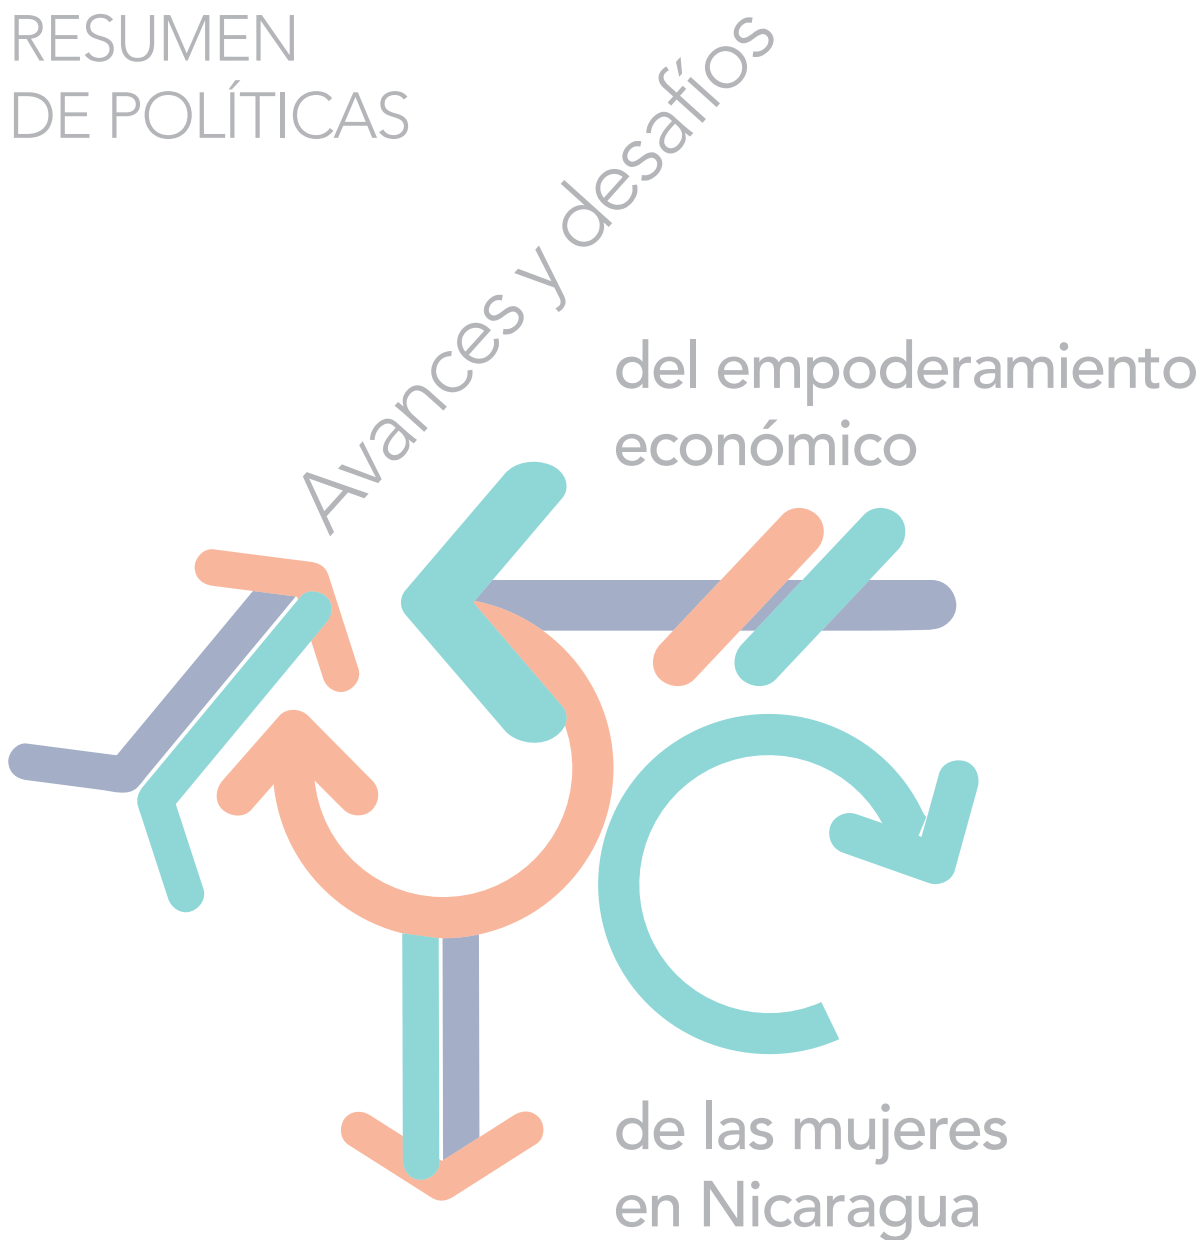 RESUMEN
DE POLÍTICAS
Avances y desafíos
del empoderamiento
económico
de las mujeres
en Nicaragua